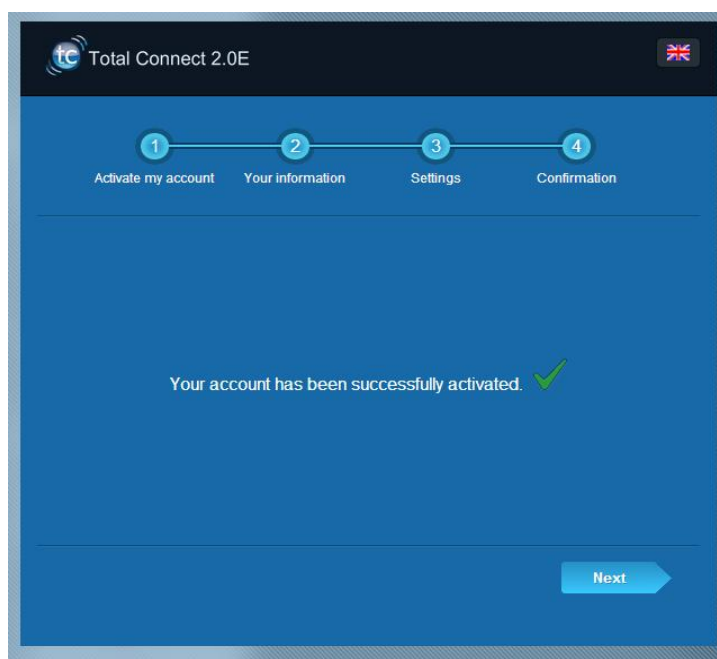 tc Total Connect 2.0E
1 2 3 4
Activate my account Your information Settings Confirmation
Your account has been successfully activated.
Next